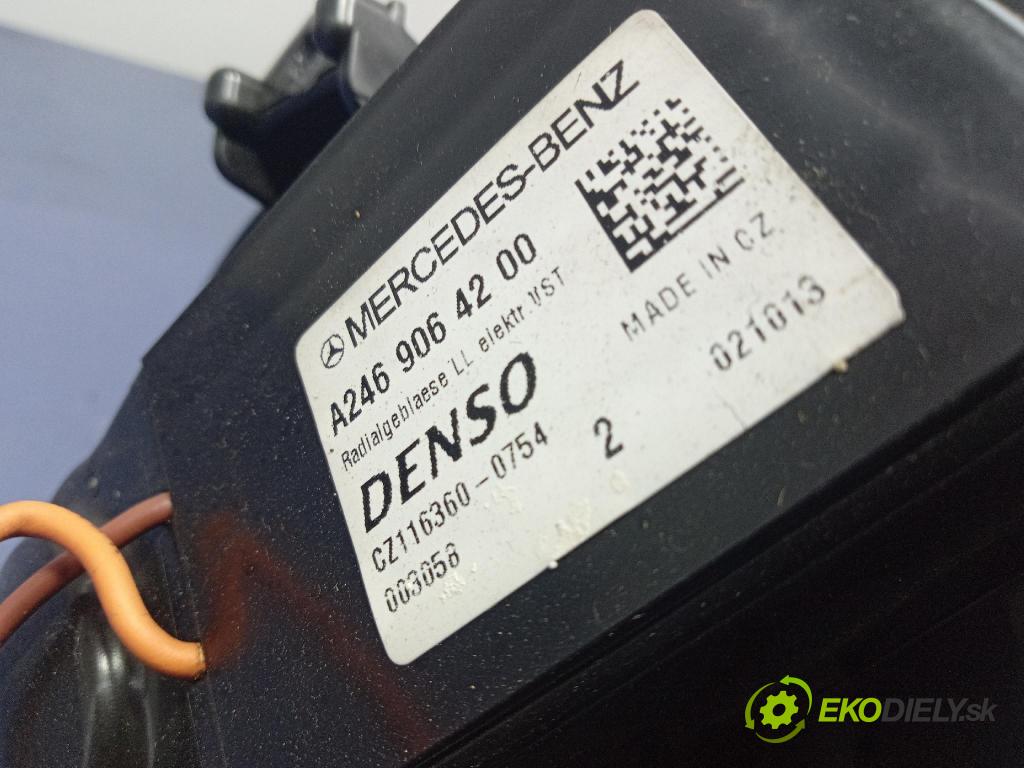 MERCEDES-BENZ
A246 906 42 00
Radialgeblaese LL elektr. VST
DENSO
CZ116360-0754
2
003058
MADE IN CZ
021013
EKODIELY.sk